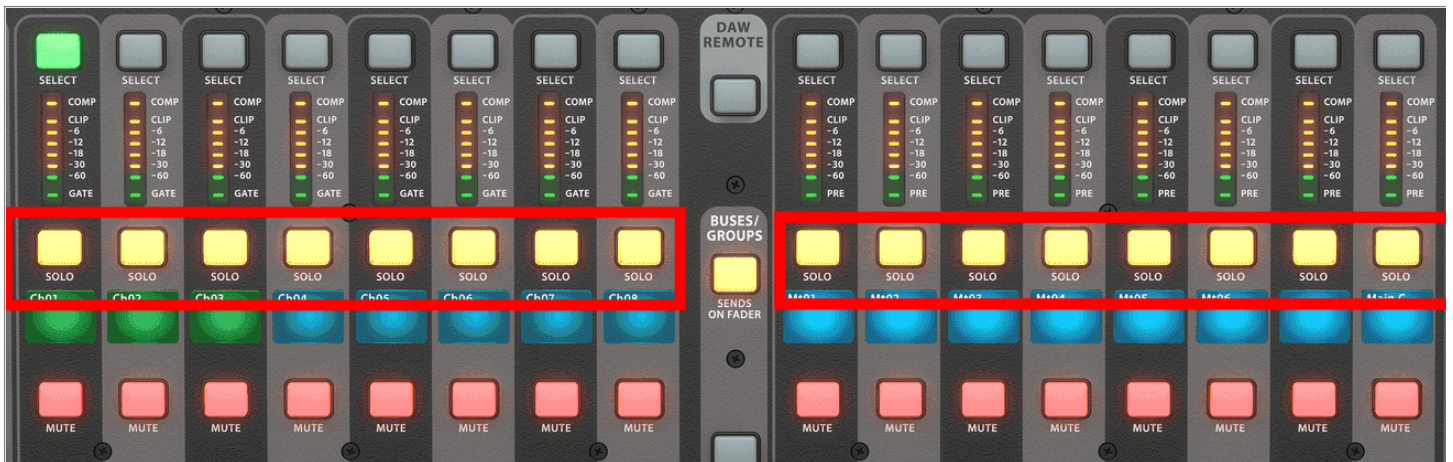 DAW
REMOTE
SELECT SELECT SELECT SELECT SELECT SELECT SELECT SELECT SELECT SELECT SELECT SELECT SELECT SELECT SELECT SELECT
COMP COMP COMP COMP COMP COMP COMP COMP COMP COMP COMP COMP COMP COMP COMP COMP
CLIP CLIP CLIP CLIP CLIP CLIP CLIP CLIP CLIP CLIP CLIP CLIP CLIP CLIP CLIP CLIP
-6 -6 -6 -6 -6 -6 -6 -6 -6 -6 -6 -6 -6 -6 -6 -6
-12 -12 -12 -12 -12 -12 -12 -12 -12 -12 -12 -12 -12 -12 -12 -12
-18 -18 -18 -18 -18 -18 -18 -18 -18 -18 -18 -18 -18 -18 -18 -18
-30 -30 -30 -30 -30 -30 -30 -30 -30 -30 -30 -30 -30 -30 -30 -30
-60 -60 -60 -60 -60 -60 -60 -60 -60 -60 -60 -60 -60 -60 -60 -60
GATE GATE GATE GATE GATE GATE GATE GATE PRE PRE PRE PRE PRE PRE PRE PRE
BUSES/
GROUPS
SOLO SOLO SOLO SOLO SOLO SOLO SOLO SOLO SOLO SOLO SOLO SOLO SOLO SOLO SOLO SOLO
Ch01 Ch02 Ch03 Ch04 Ch05 Ch06 Ch07 Ch08 Mt01 Mt02 Mt03 Mt04 Mt05 Mt06 Main C
SENDS
ON FADER
MUTE MUTE MUTE MUTE MUTE MUTE MUTE MUTE MUTE MUTE MUTE MUTE MUTE MUTE MUTE MUTE